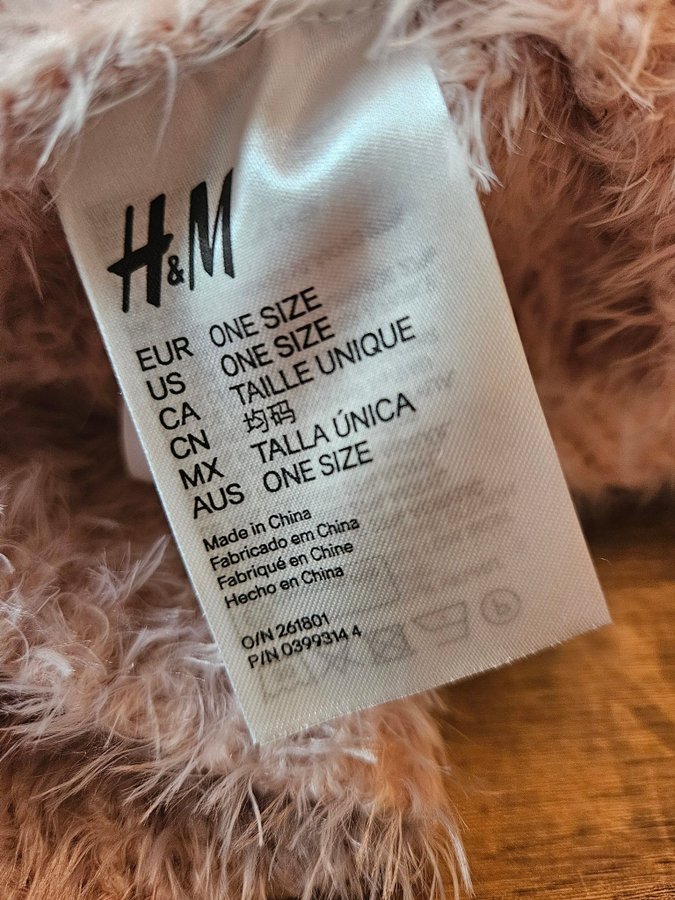 H&M
EUR ONE SIZE
US ONE SIZE
CA TAILLE UNIQUE
CN 均码
MX TALLA ÚNICA
AUS ONE SIZE
Made in China
Fabricado em China
Fabriqué en Chine
Hecho en China
O/N 261801
P/N 0399314 4